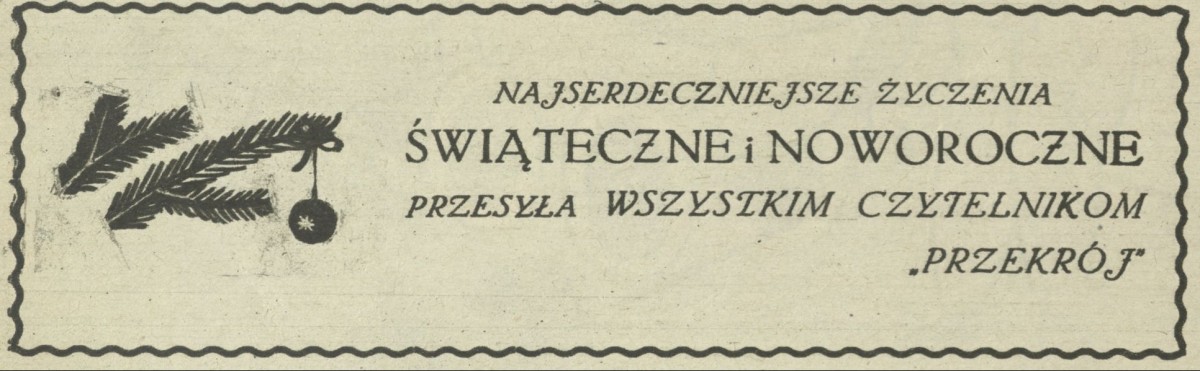 NAJSERDECZNIEJSZE ŻYCZENIA
ŚWIĄTECZNE i NOWOROCZNE
PRZESYŁA WSZYSTKIM CZYTELNIKOM
„PRZEKRÓJ”